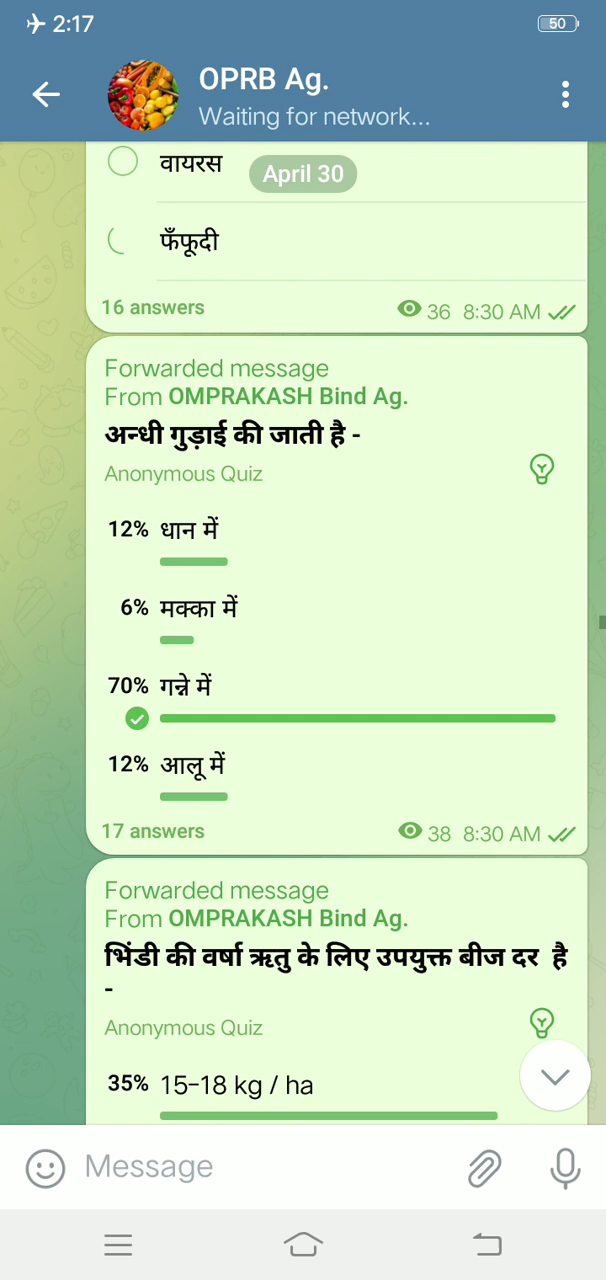 2:17
50
OPRB Ag.
Waiting for network...
वायरस
April 30
फँफूदी
16 answers
36 8:30 AM
Forwarded message
From OMPRAKASH Bind Ag.
अन्धी गुड़ाई की जाती है -
Anonymous Quiz
12% धान में
6% मक्का में
70% गन्ने में
12% आलू में
17 answers
38 8:30 AM
Forwarded message
From OMPRAKASH Bind Ag.
भिंडी की वर्षा ऋतु के लिए उपयुक्त बीज दर है
-
Anonymous Quiz
35% 15-18 kg / ha
Message